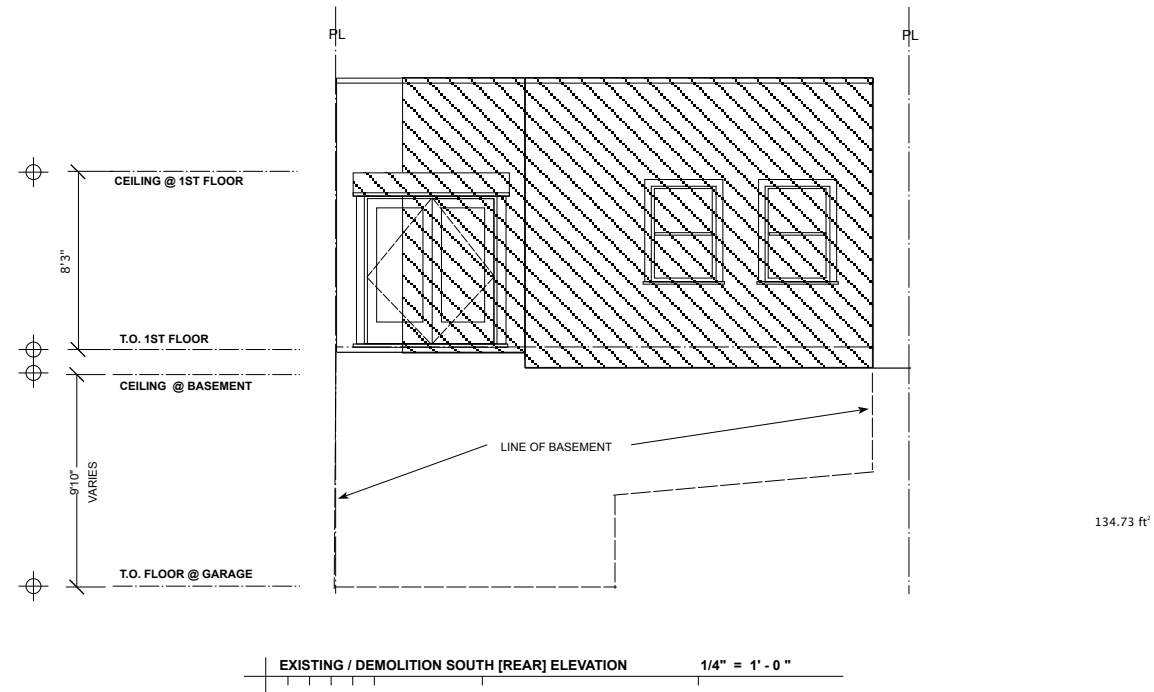 PL
PL
CEILING @ 1ST FLOOR
8'3"
T.O. 1ST FLOOR
CEILING @ BASEMENT
LINE OF BASEMENT
9'10"
VARIES
134.73 ft²
T.O. FLOOR @ GARAGE
EXISTING / DEMOLITION SOUTH [REAR] ELEVATION 1/4" = 1' - 0 "